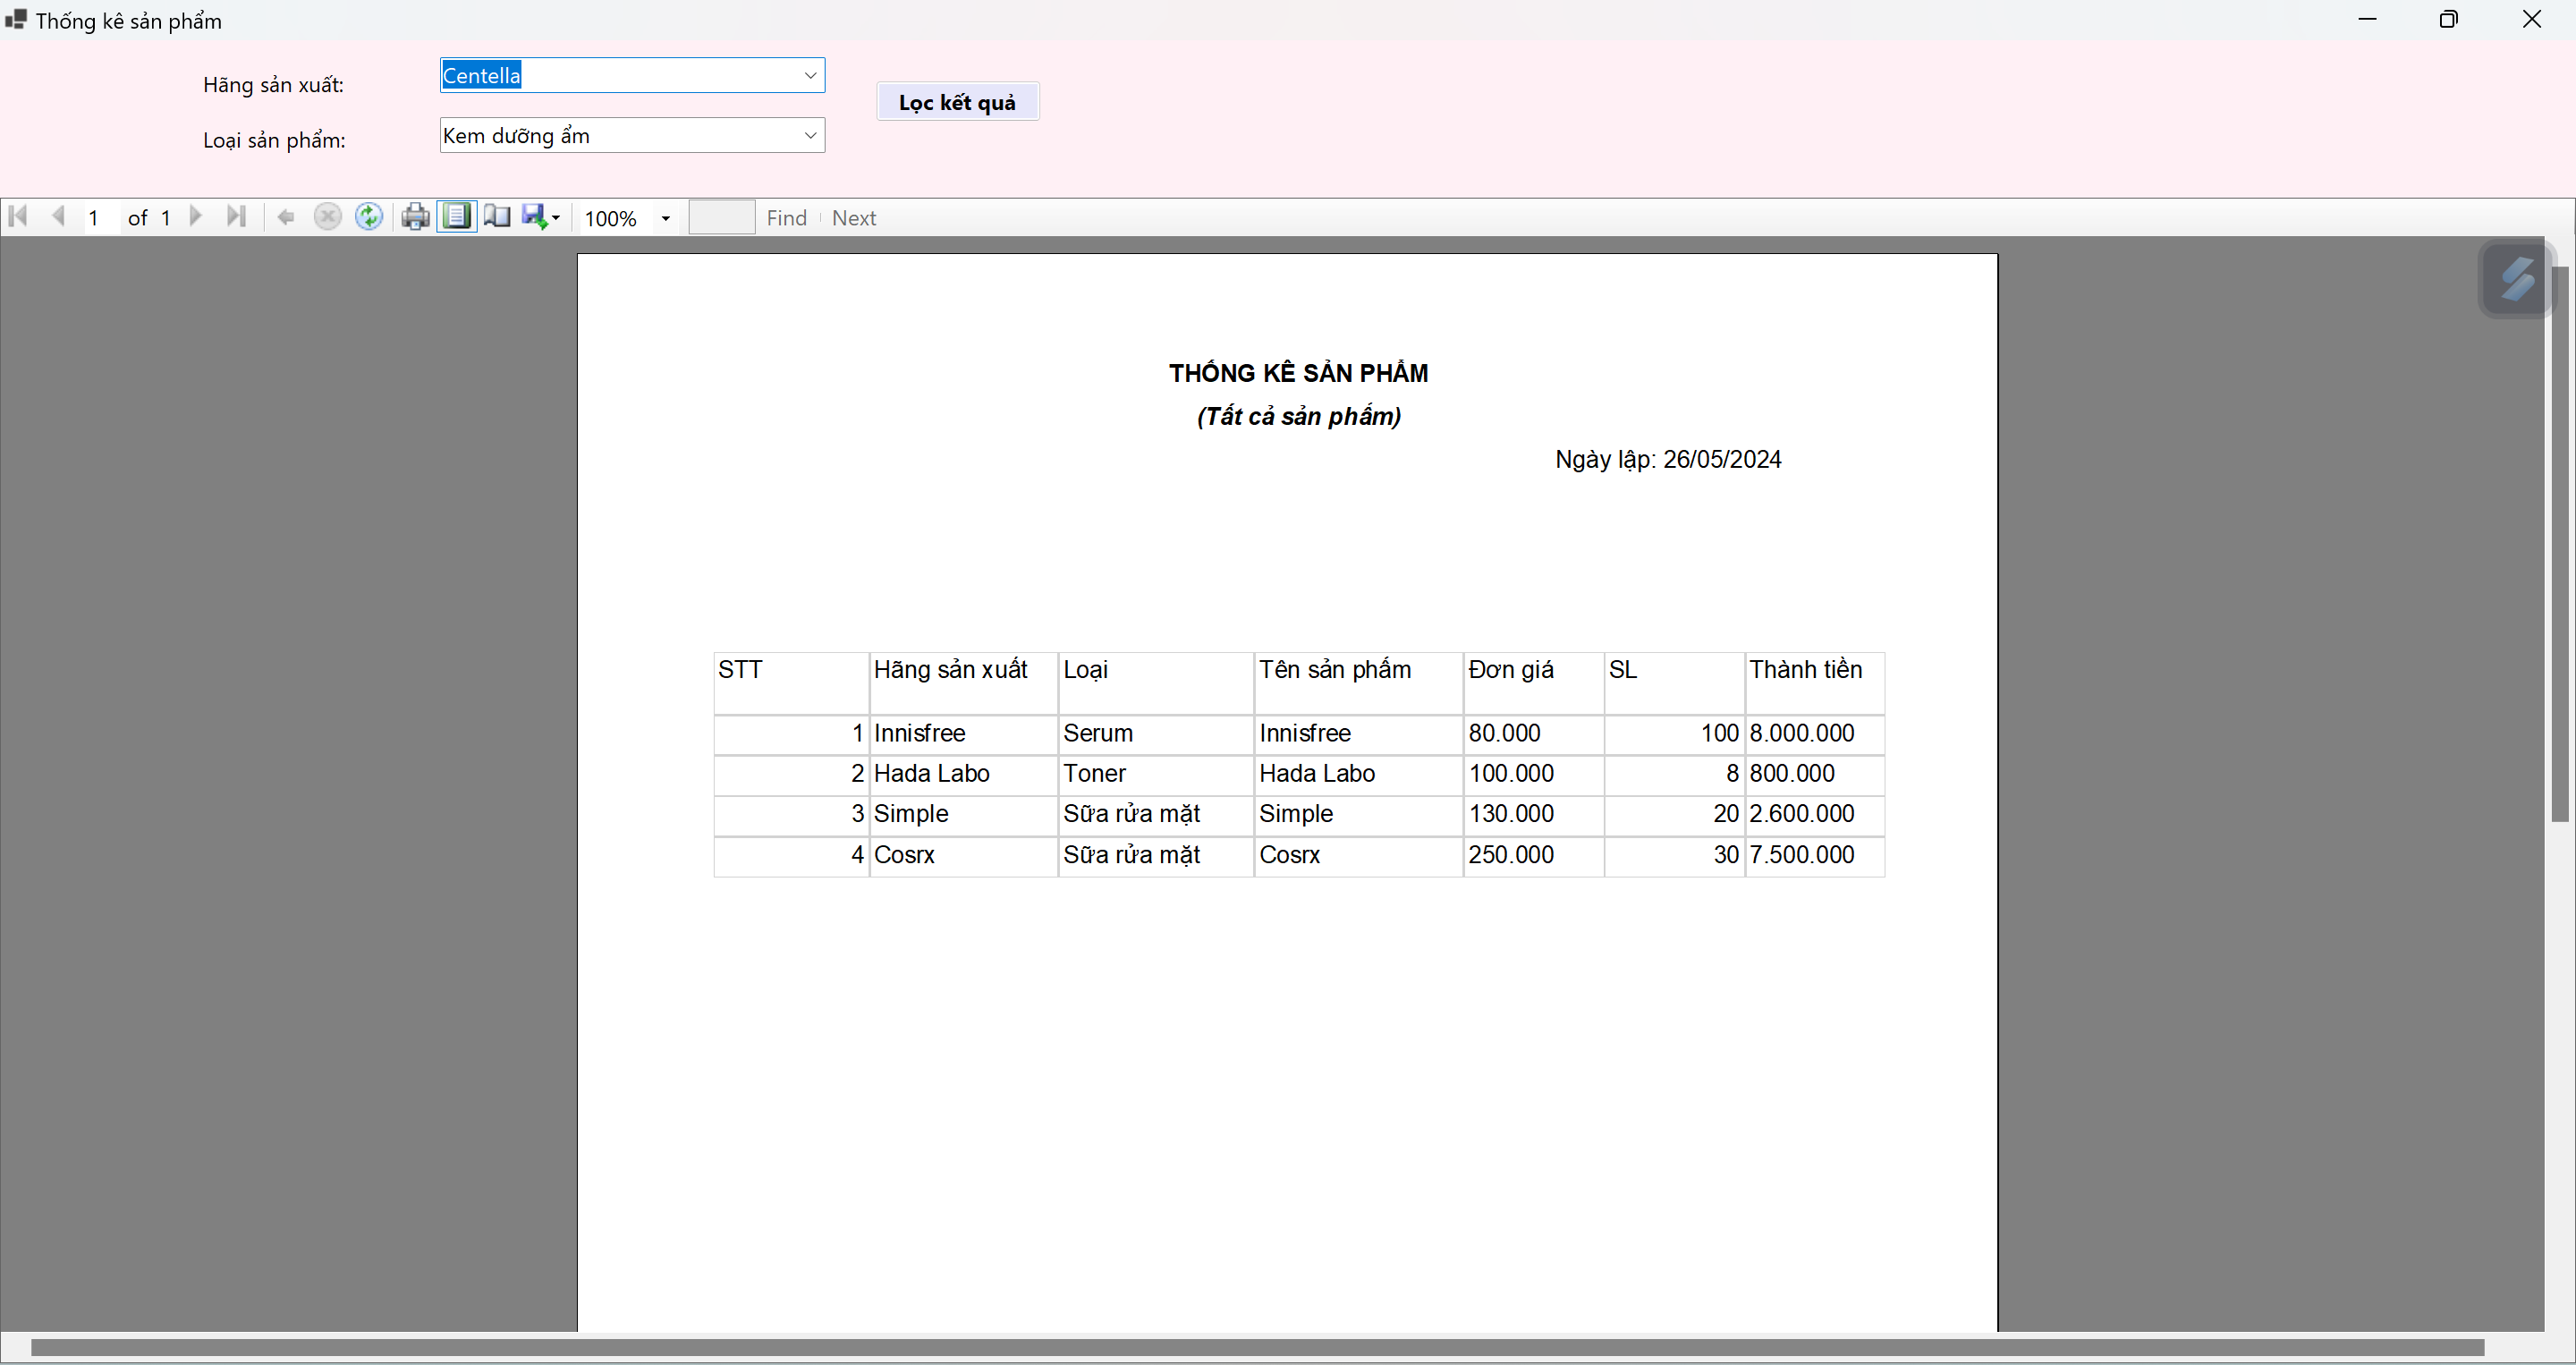 Thống kê sản phẩm
Hãng sản xuất:
Centella
Lọc kết quả
Loại sản phẩm:
Kem dưỡng ẩm
1 of 1
100%
Find
Next
THỐNG KÊ SẢN PHẨM
(Tất cả sản phẩm)
Ngày lập: 26/05/2024
STT Hãng sản xuất Loại Tên sản phẩm Đơn giá SL Thành tiền
1 Innisfree Serum Innisfree 80.000 100 8.000.000
2 Hada Labo Toner Hada Labo 100.000 8 800.000
3 Simple Sữa rửa mặt Simple 130.000 20 2.600.000
4 Cosrx Sữa rửa mặt Cosrx 250.000 30 7.500.000